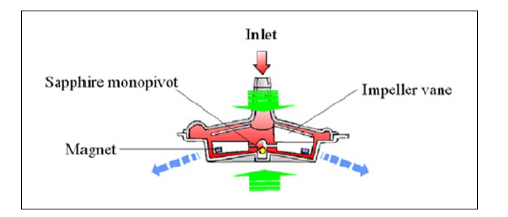 Inlet
Sapphire monopivot
Impeller vane
Magnet